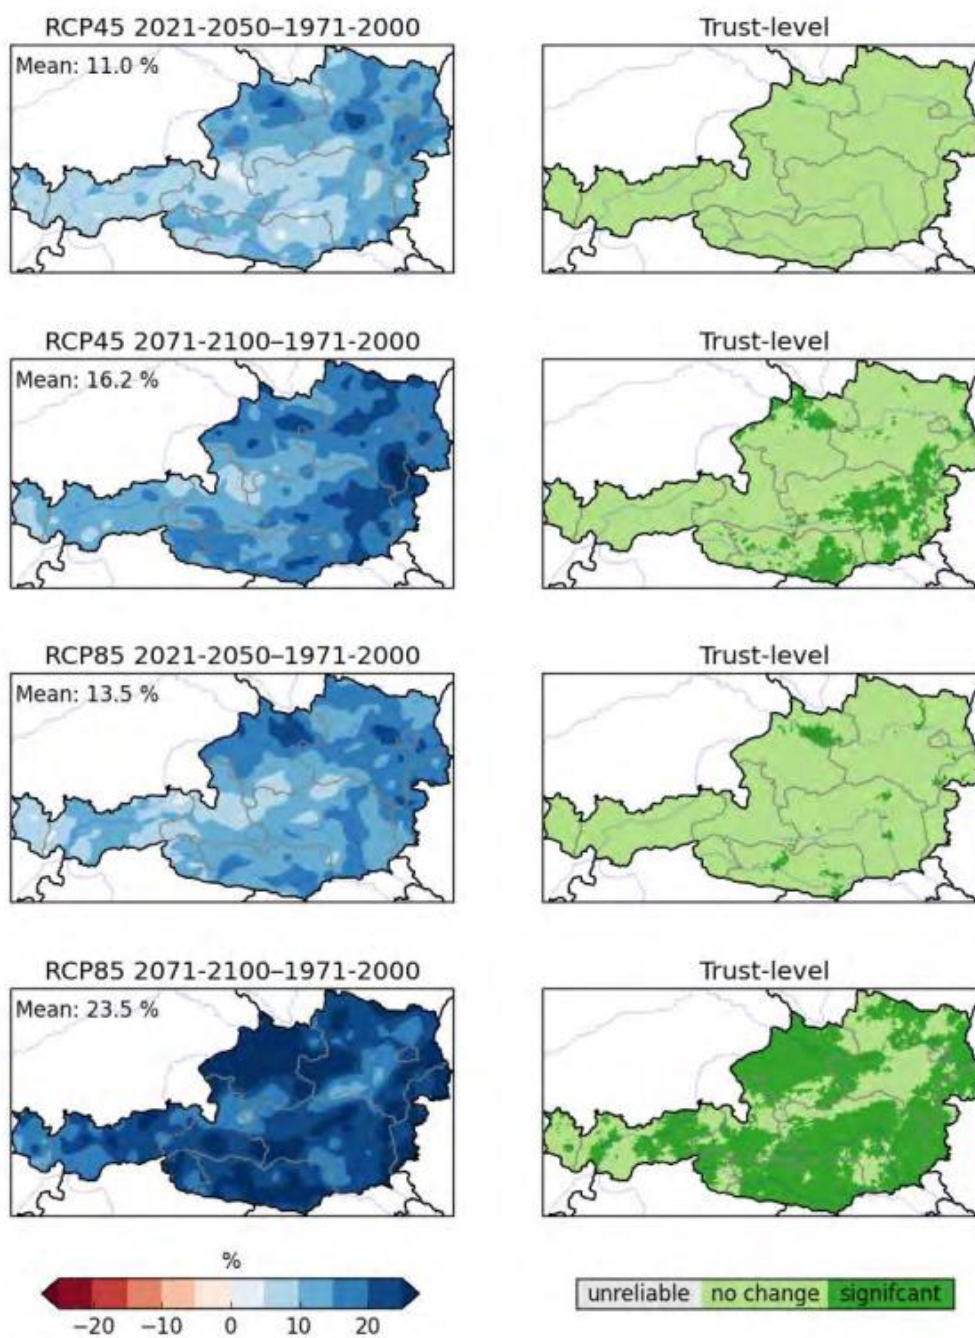 RCP45 2021-2050–1971-2000
Trust-level
Mean: 11.0 %
RCP45 2071-2100–1971-2000
Trust-level
Mean: 16.2 %
RCP85 2021-2050–1971-2000
Trust-level
Mean: 13.5 %
RCP85 2071-2100–1971-2000
Trust-level
Mean: 23.5 %
%
−20 −10 0 10 20
unreliable no change signifcant